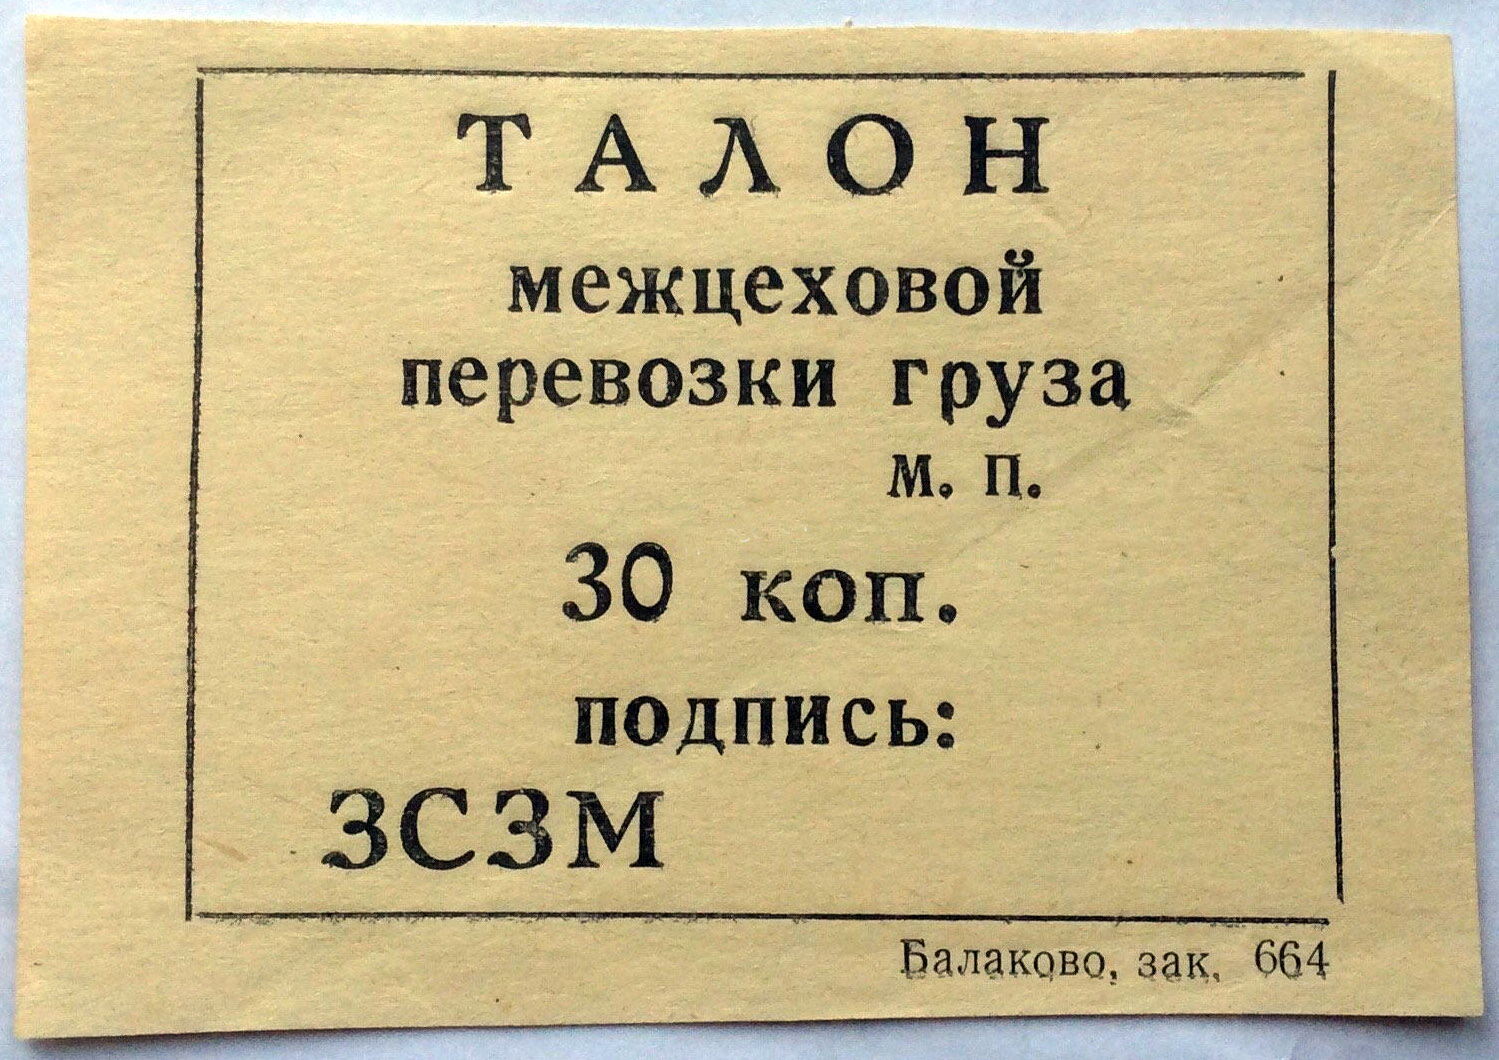 ТАЛОН
межцеховой
перевозки груза
м. п.
30 коп.
подпись:
ЗСЗМ
Балаково, зак. 664